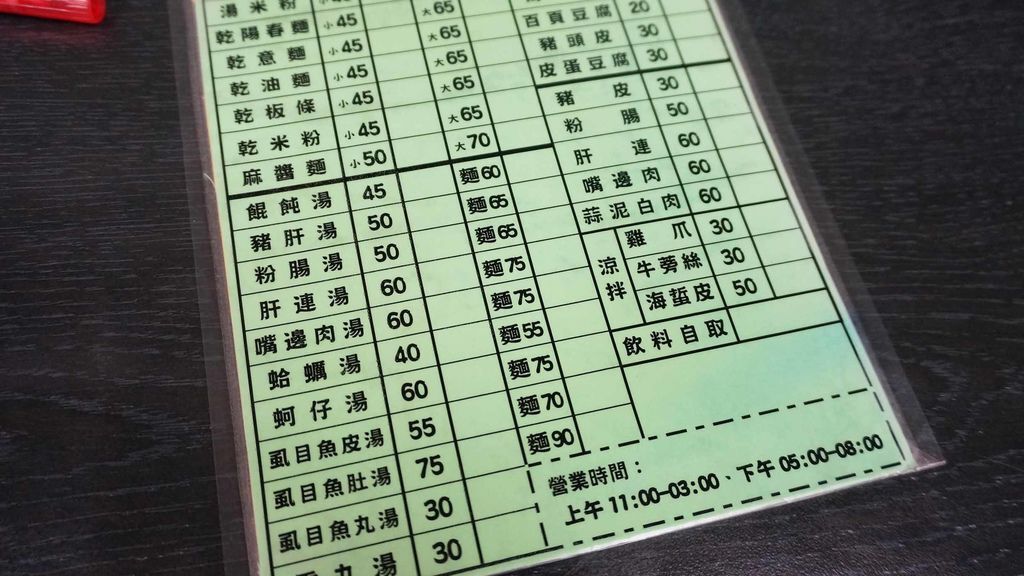 湯米粉 小45
乾陽春麵 小45 大65
乾意麵 小45 大65
乾油麵 小45 大65
乾板條 小45 大65
乾米粉 小45 大65
麻醬麵 小50 大70
餛飩湯 45 麵60
豬肝湯 50 麵65
粉腸湯 50 麵65
肝連湯 60 麵75
嘴邊肉湯 60 麵75
蛤蠣湯 40 麵55
蚵仔湯 60 麵75
虱目魚皮湯 55 麵70
虱目魚肚湯 75 麵90
虱目魚丸湯 30
丸湯 30
百頁豆腐 20
豬頭皮 30
皮蛋豆腐 30
豬皮 30
粉腸 50
肝連 60
嘴邊肉 60
蒜泥白肉 60
涼拌
雞爪 30
牛蒡絲 30
海蜇皮 50
飲料自取
營業時間：
上午 11:00-03:00、下午 05:00-08:00